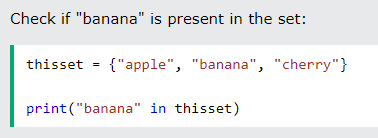 Check if "banana" is present in the set:
thisset = {"apple", "banana", "cherry"}
print("banana" in thisset)